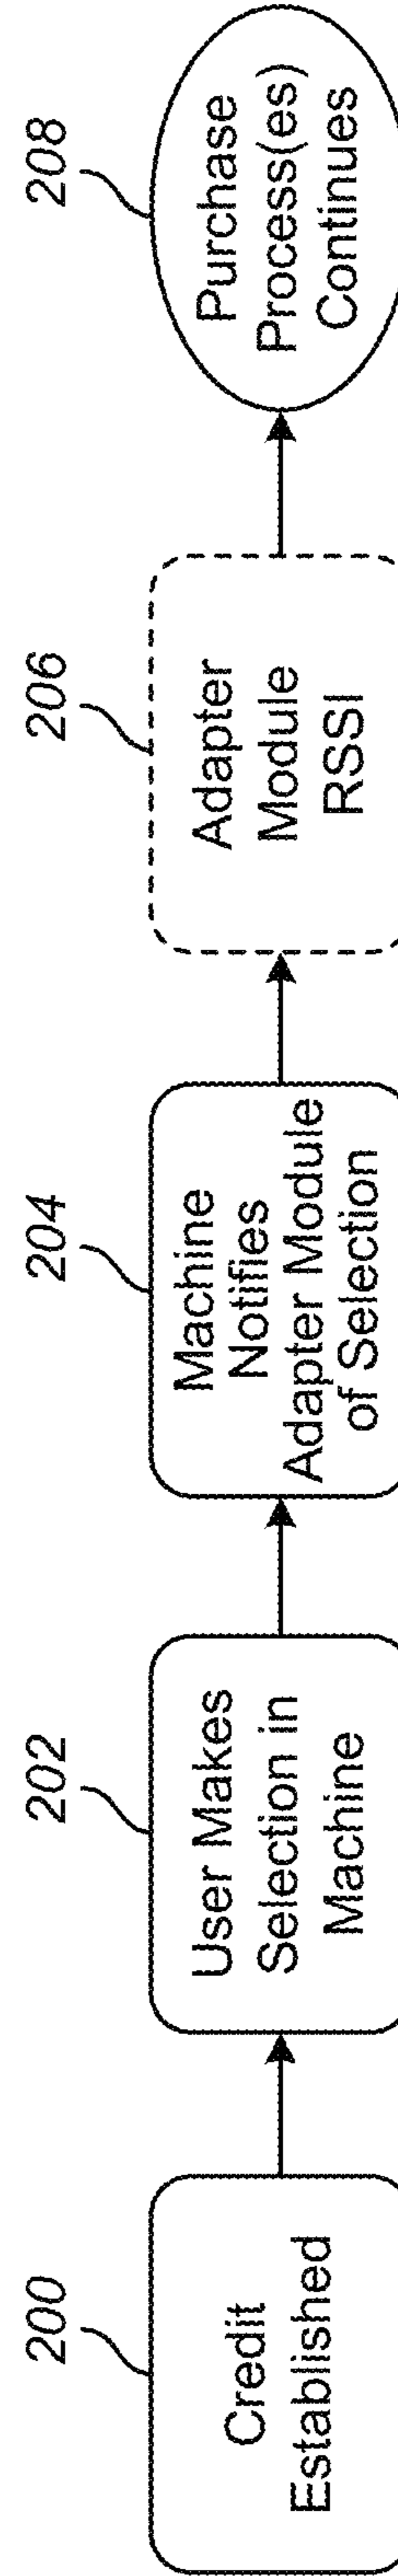 200
Credit
Established
202
User Makes
Selection in
Machine
204
Machine
Notifies
Adapter Module
of Selection
206
Adapter
Module
RSSI
208
Purchase
Process(es)
Continues